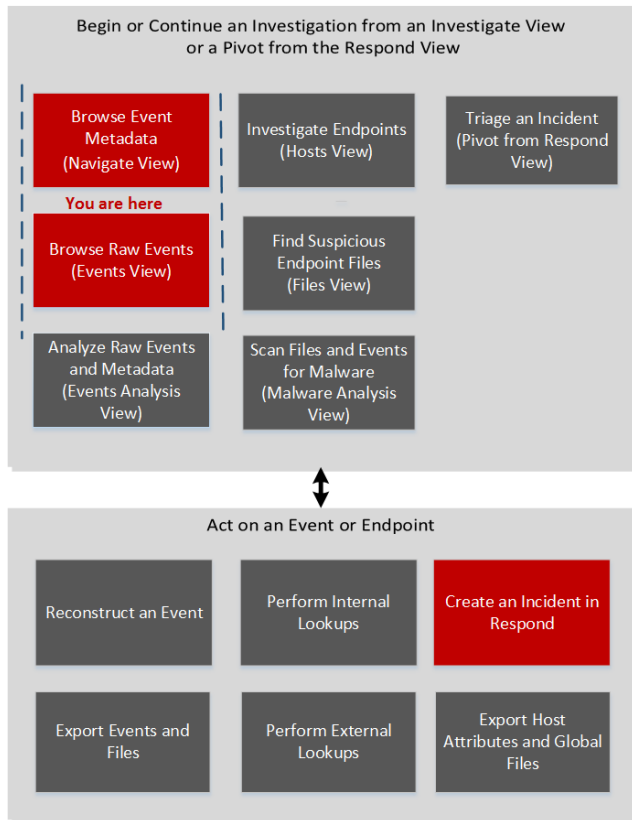 Begin or Continue an Investigation from an Investigate View
or a Pivot from the Respond View
Browse Event
Metadata
(Navigate View)
Investigate Endpoints
(Hosts View)
Triage an Incident
(Pivot from Respond
View)
You are here
Browse Raw Events
(Events View)
Find Suspicious
Endpoint Files
(Files View)
Analyze Raw Events
and Metadata
(Events Analysis
View)
Scan Files and Events
for Malware
(Malware Analysis
View)
Act on an Event or Endpoint
Reconstruct an Event
Perform Internal
Lookups
Create an Incident in
Respond
Export Events and
Files
Perform External
Lookups
Export Host
Attributes and Global
Files